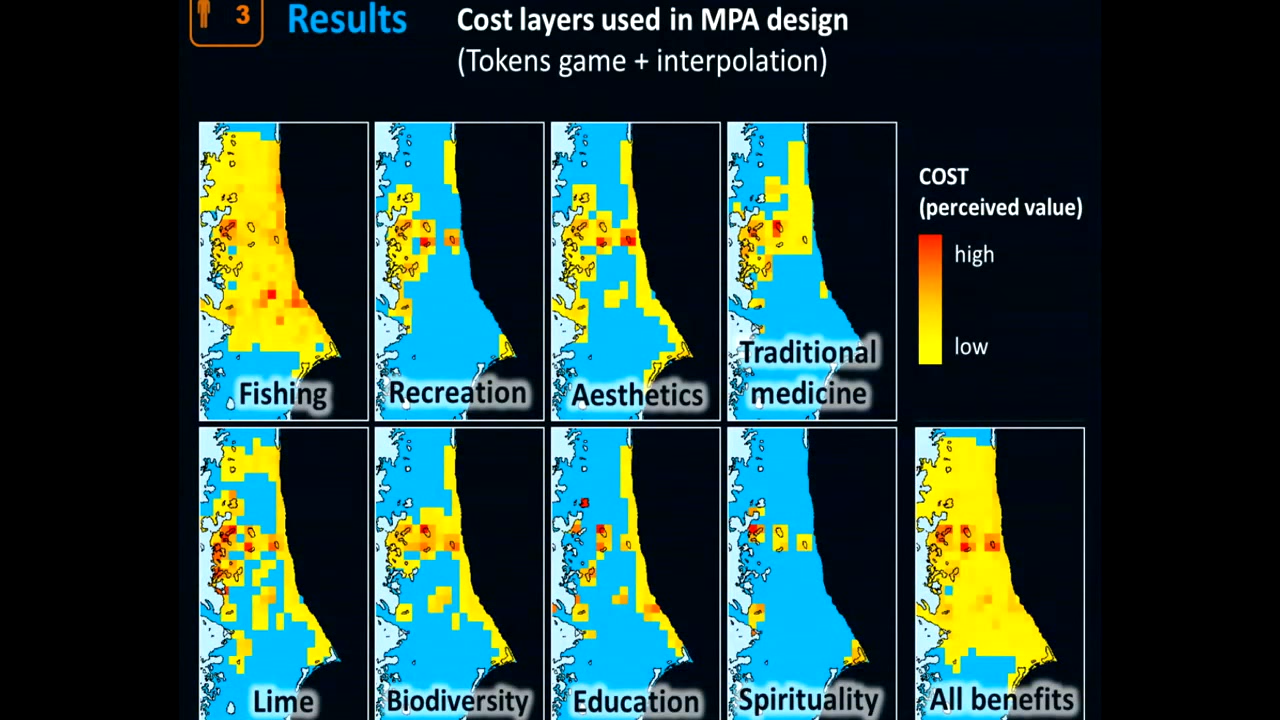 3
Results
Cost layers used in MPA design
(Tokens game + interpolation)
Fishing
Recreation
Aesthetics
Traditional
medicine
COST
(perceived value)
high
low
Lime
Biodiversity
Education
Spirituality
All benefits